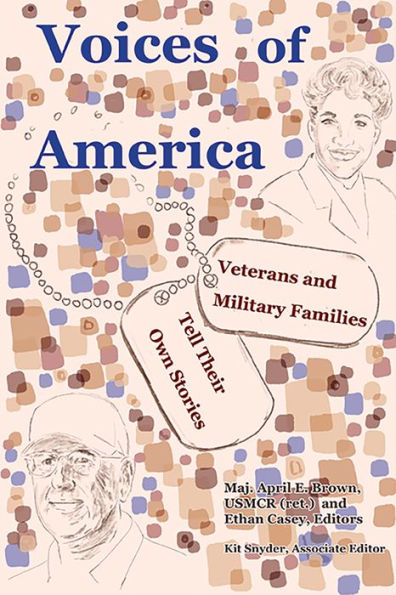 Voices of
America
Veterans and
Military Families
Tell Their
Own Stories
Maj. April E. Brown,
USMCR (ret.) and
Ethan Casey, Editors
Kit Snyder, Associate Editor